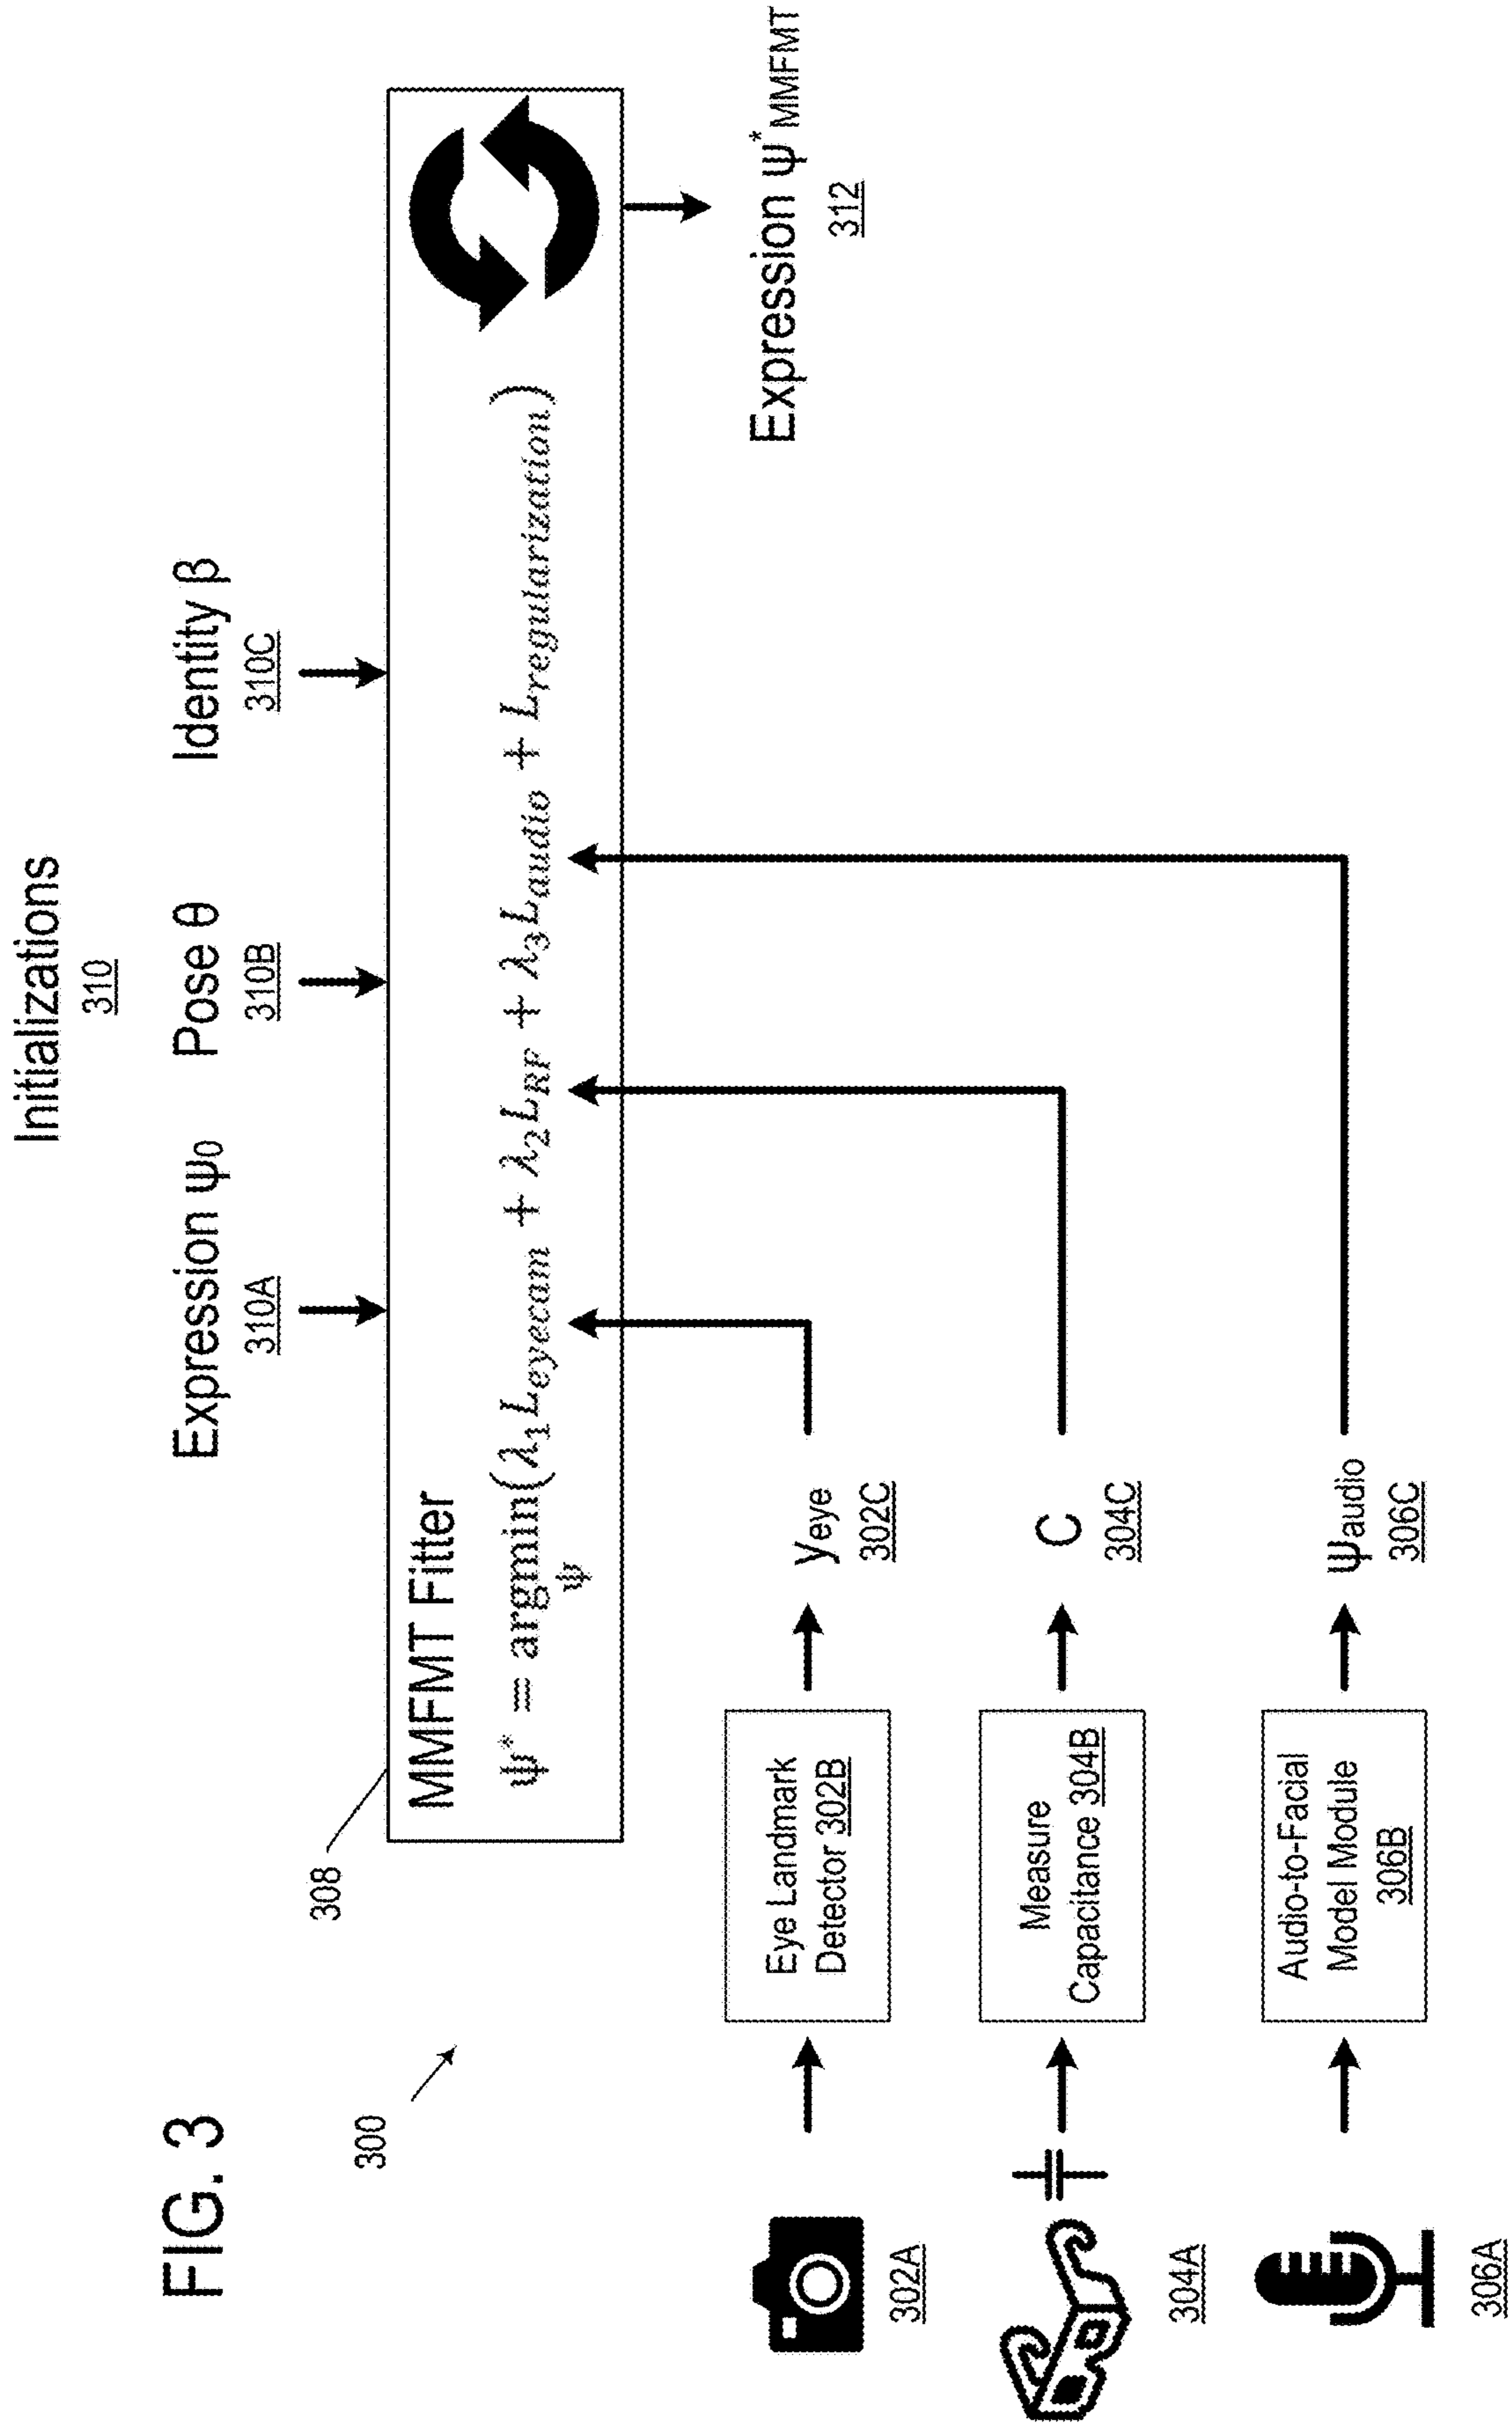 FIG. 3
300
Initializations
310
Expression Ψ0
310A
Pose θ
310B
Identity β
310C
308
MMFMT Fitter
Ψ* = argmin(λ1Leyecam + λ2LRF + λ3Laudio + Lregularization)
Ψ
Expression Ψ*MMFMT
312
302A
Eye Landmark
Detector 302B
yeye
302C
304A
Measure
Capacitance 304B
C
304C
306A
Audio-to-Facial
Model Module
306B
Ψaudio
306C